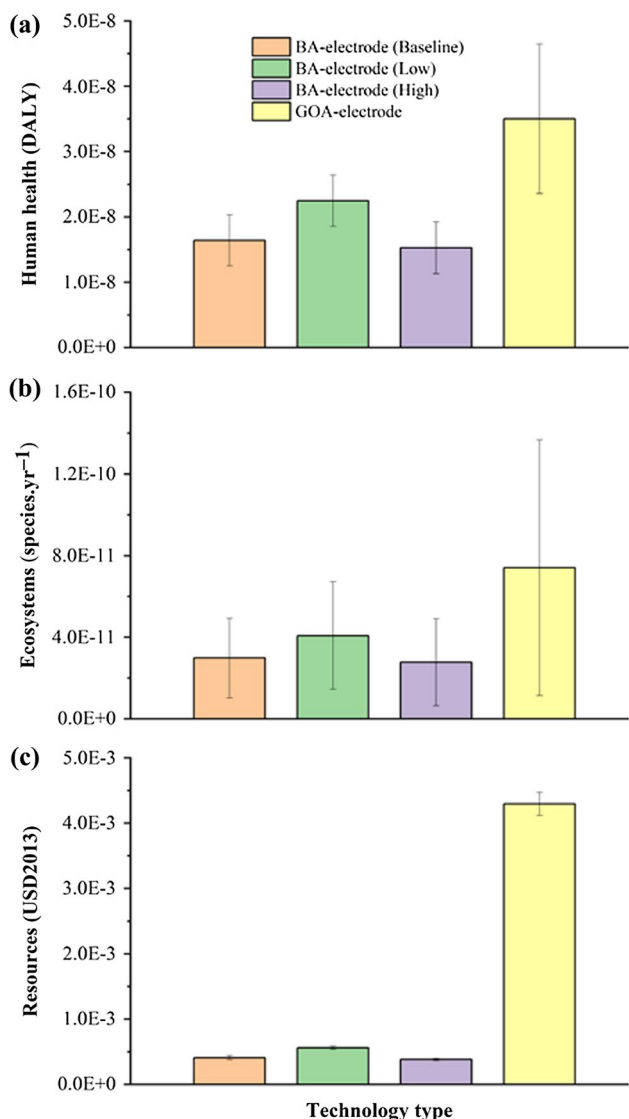 (a)
5.0E-8
4.0E-8
3.0E-8
2.0E-8
1.0E-8
0.0E+0
Human health (DALY)
BA-electrode (Baseline)
BA-electrode (Low)
BA-electrode (High)
GOA-electrode
(b)
1.6E-10
1.2E-10
8.0E-11
4.0E-11
0.0E+0
Ecosystems (species.yr⁻¹)
(c)
5.0E-3
4.0E-3
3.0E-3
2.0E-3
1.0E-3
0.0E+0
Resources (USD2013)
Technology type